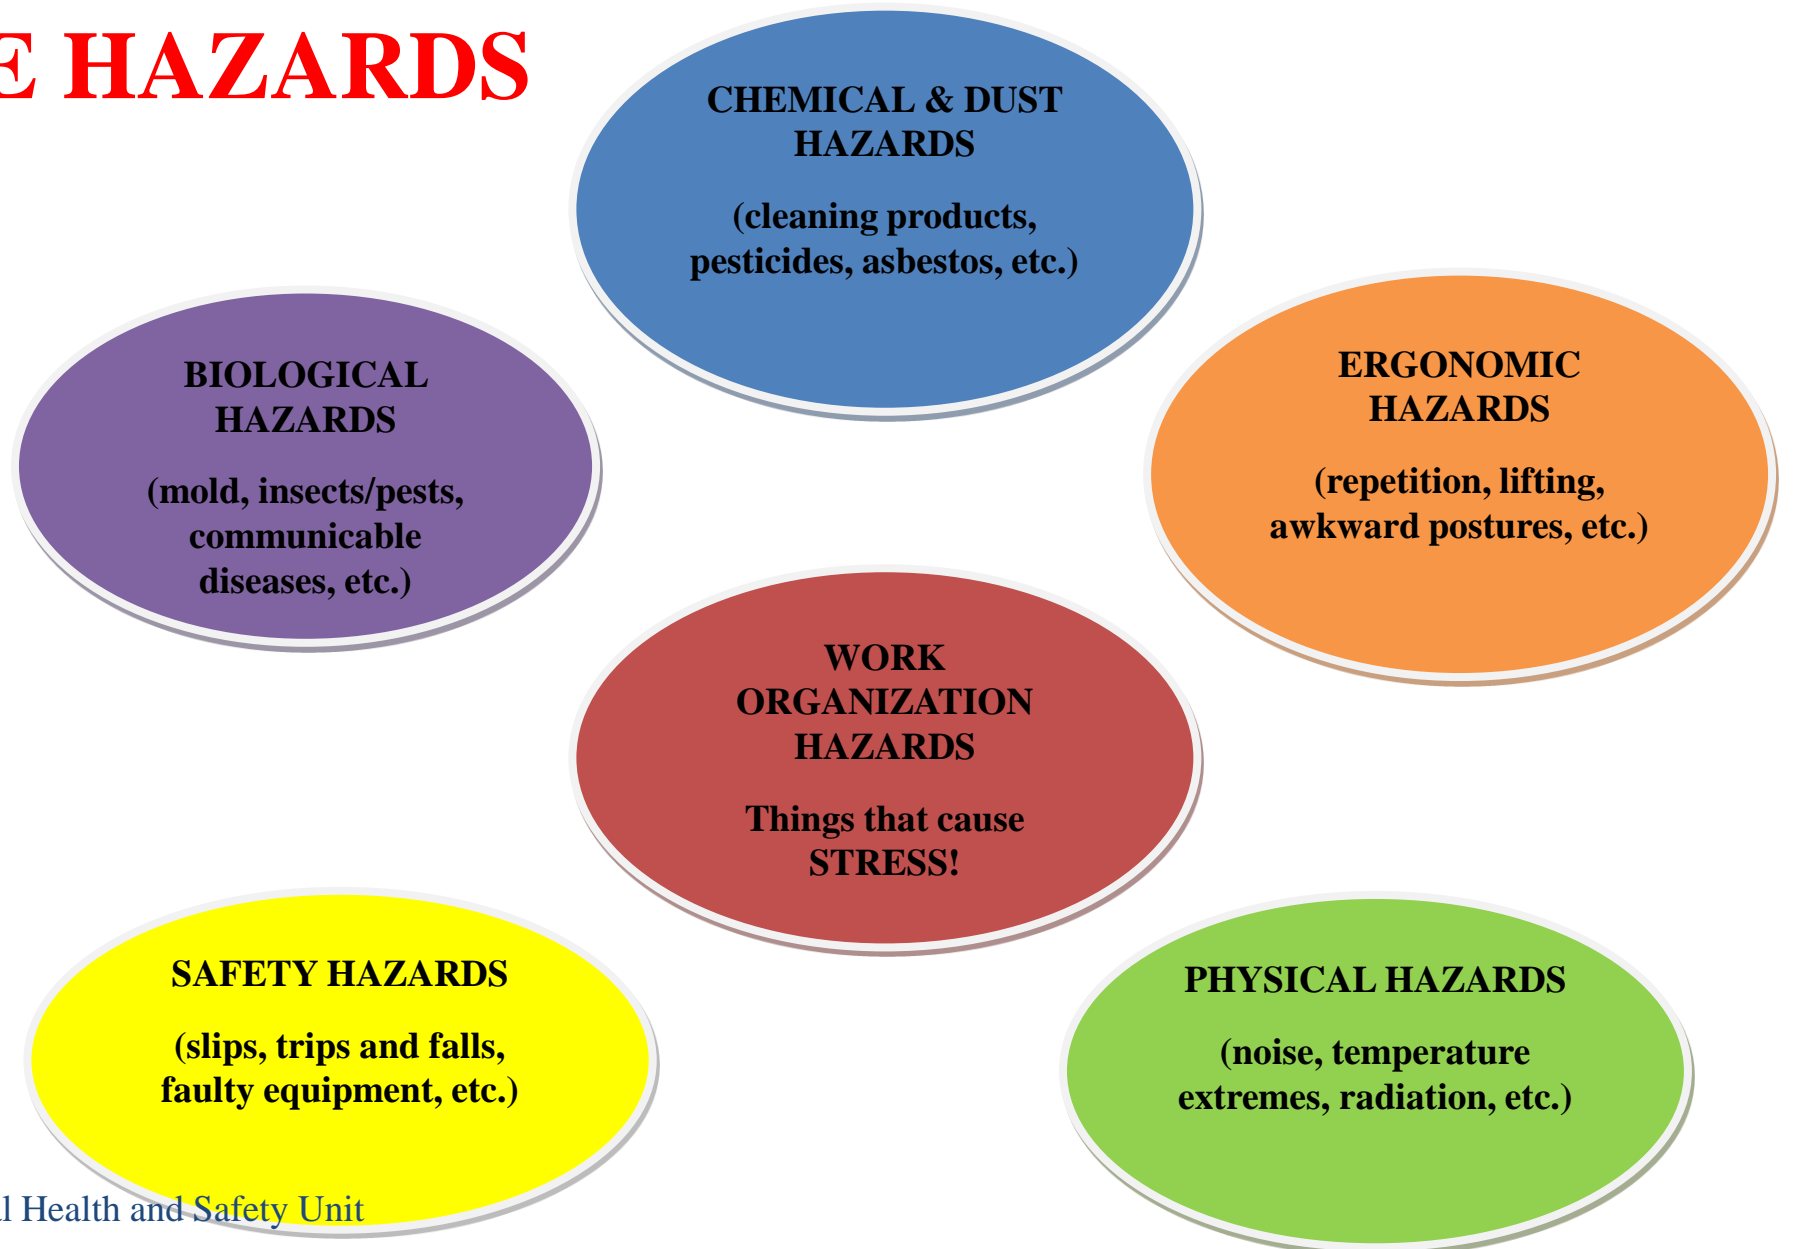 E HAZARDS
CHEMICAL & DUST
HAZARDS
(cleaning products,
pesticides, asbestos, etc.)
BIOLOGICAL
HAZARDS
(mold, insects/pests,
communicable
diseases, etc.)
ERGONOMIC
HAZARDS
(repetition, lifting,
awkward postures, etc.)
WORK
ORGANIZATION
HAZARDS
Things that cause
STRESS!
SAFETY HAZARDS
(slips, trips and falls,
faulty equipment, etc.)
PHYSICAL HAZARDS
(noise, temperature
extremes, radiation, etc.)
l Health and Safety Unit